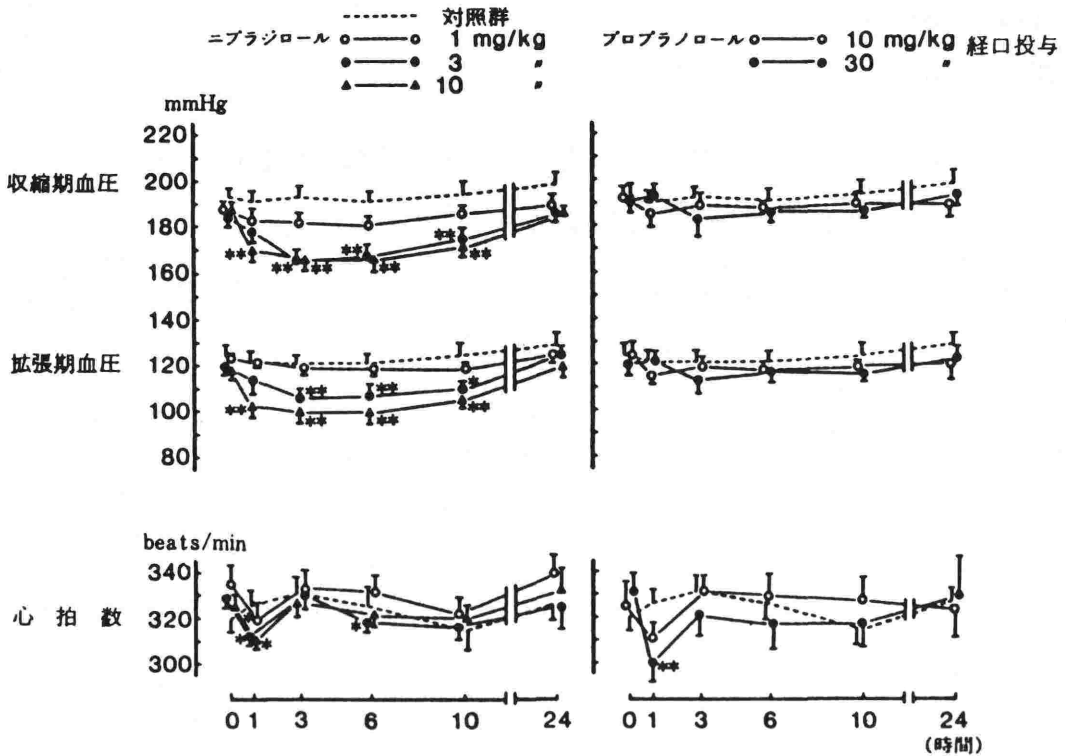 対照群
ニプラジロール 1 mg/kg
3 〃
10 〃
プロプラノロール 10 mg/kg 経口投与
30 〃
mmHg
収縮期血圧
220
200
180
160
140
拡張期血圧
120
100
80
** ** ** ** ** ** **
** ** ** ** ** * **
beats/min
心拍数
340
320
300
* * * *
**
0 1 3 6 10 24
0 1 3 6 10 24
(時間)